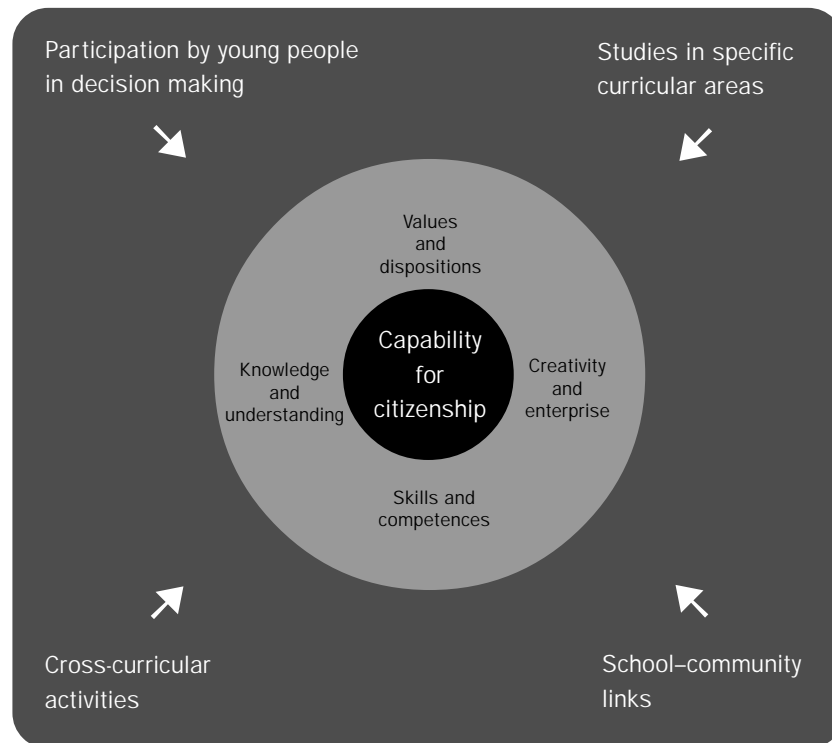 Participation by young people
in decision making
Studies in specific
curricular areas
Values
and
dispositions
Knowledge
and
understanding
Capability
for
citizenship
Creativity
and
enterprise
Skills and
competences
Cross-curricular
activities
School–community
links